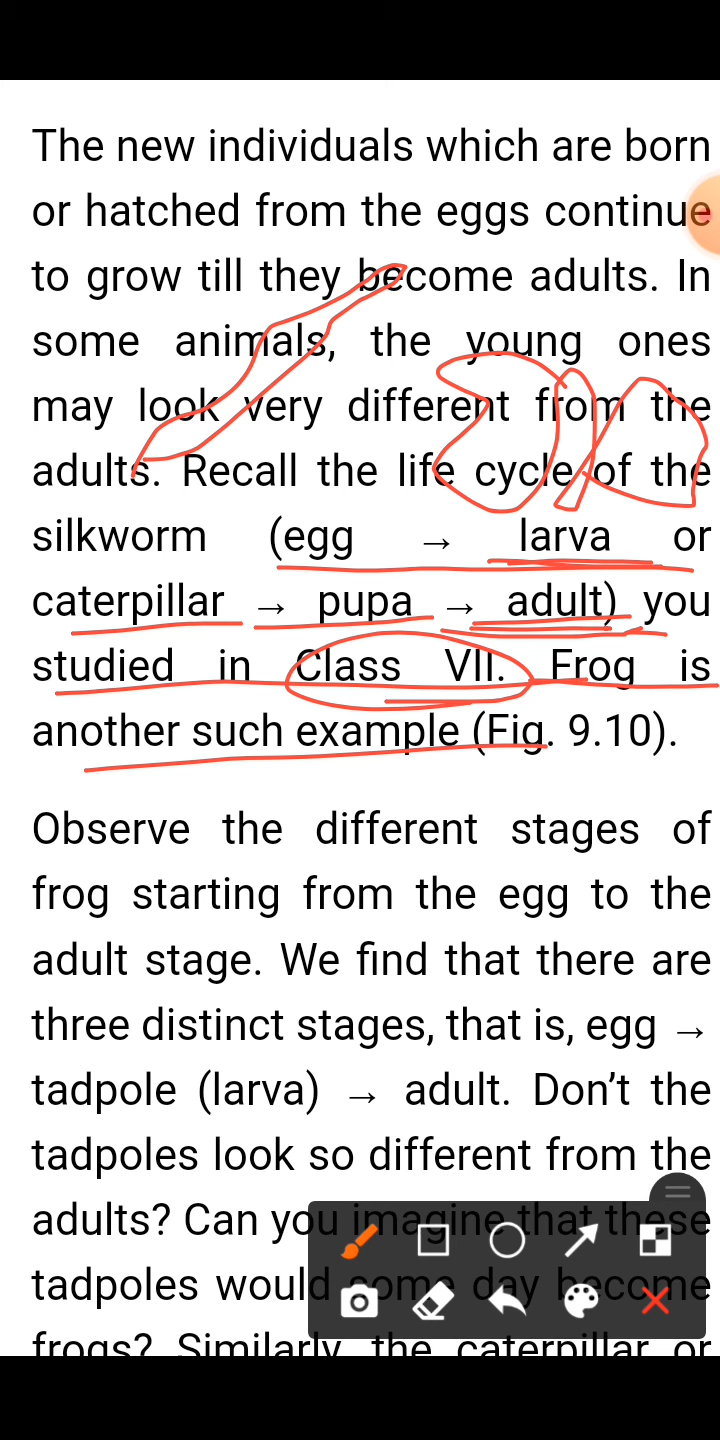 The new individuals which are born
or hatched from the eggs continue
to grow till they become adults. In
some animals, the young ones
may look very different from the
adults. Recall the life cycle of the
silkworm (egg → larva or
caterpillar → pupa → adult) you
studied in Class VII. Frog is
another such example (Fig. 9.10).
Observe the different stages of
frog starting from the egg to the
adult stage. We find that there are
three distinct stages, that is, egg →
tadpole (larva) → adult. Don’t the
tadpoles look so different from the
adults? Can you imagine that these
tadpoles would some day become
frogs? Similarly, the caterpillar or